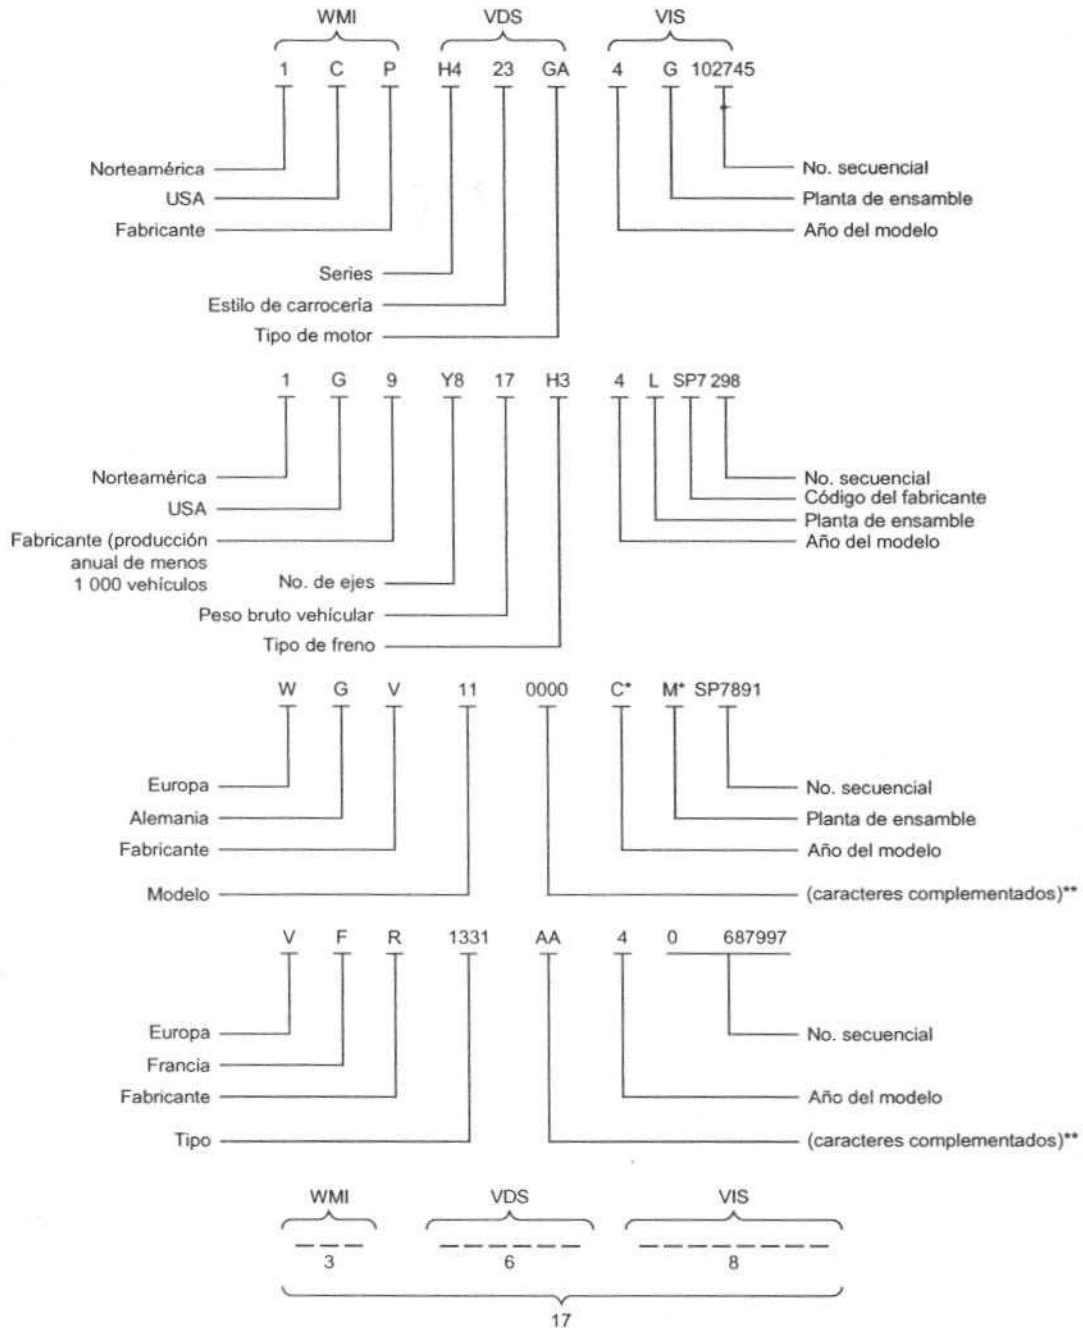 WMI VDS VIS
1 C P H4 23 GA 4 G 102745
Norteamérica No. secuencial
USA Planta de ensamble
Fabricante Año del modelo
Series
Estilo de carrocería
Tipo de motor
1 G 9 Y8 17 H3 4 L SP7 298
Norteamérica No. secuencial
USA Código del fabricante
Planta de ensamble
Fabricante (producción Año del modelo
anual de menos
1 000 vehículos No. de ejes
Peso bruto vehícular
Tipo de freno
W G V 11 0000 C* M* SP7891
Europa No. secuencial
Alemania Planta de ensamble
Fabricante Año del modelo
Modelo (caracteres complementados)**
V F R 1331 AA 4 0 687997
Europa No. secuencial
Francia
Fabricante Año del modelo
Tipo (caracteres complementados)**
WMI VDS VIS
3 6 8
17